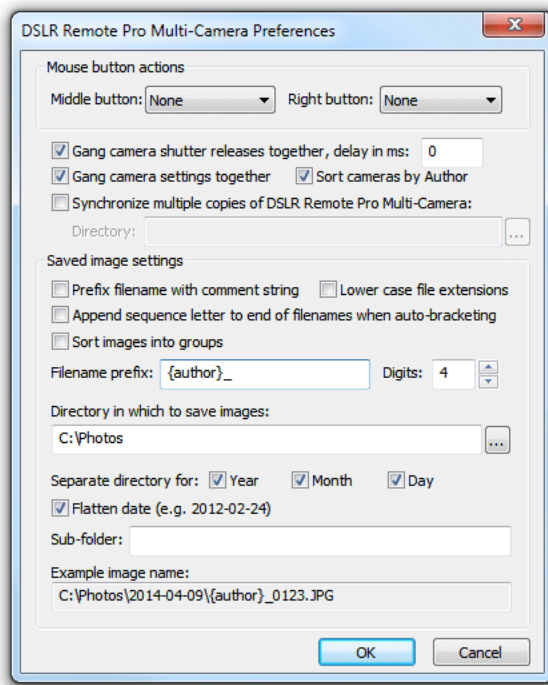 DSLR Remote Pro Multi-Camera Preferences
Mouse button actions
Middle button: None Right button: None
Gang camera shutter releases together, delay in ms: 0
Gang camera settings together Sort cameras by Author
Synchronize multiple copies of DSLR Remote Pro Multi-Camera:
Directory: ...
Saved image settings
Prefix filename with comment string Lower case file extensions
Append sequence letter to end of filenames when auto-bracketing
Sort images into groups
Filename prefix: {author}_ Digits: 4
Directory in which to save images:
C:\Photos ...
Separate directory for: Year Month Day
Flatten date (e.g. 2012-02-24)
Sub-folder:
Example image name:
C:\Photos\2014-04-09\{author}_0123.JPG
OK Cancel